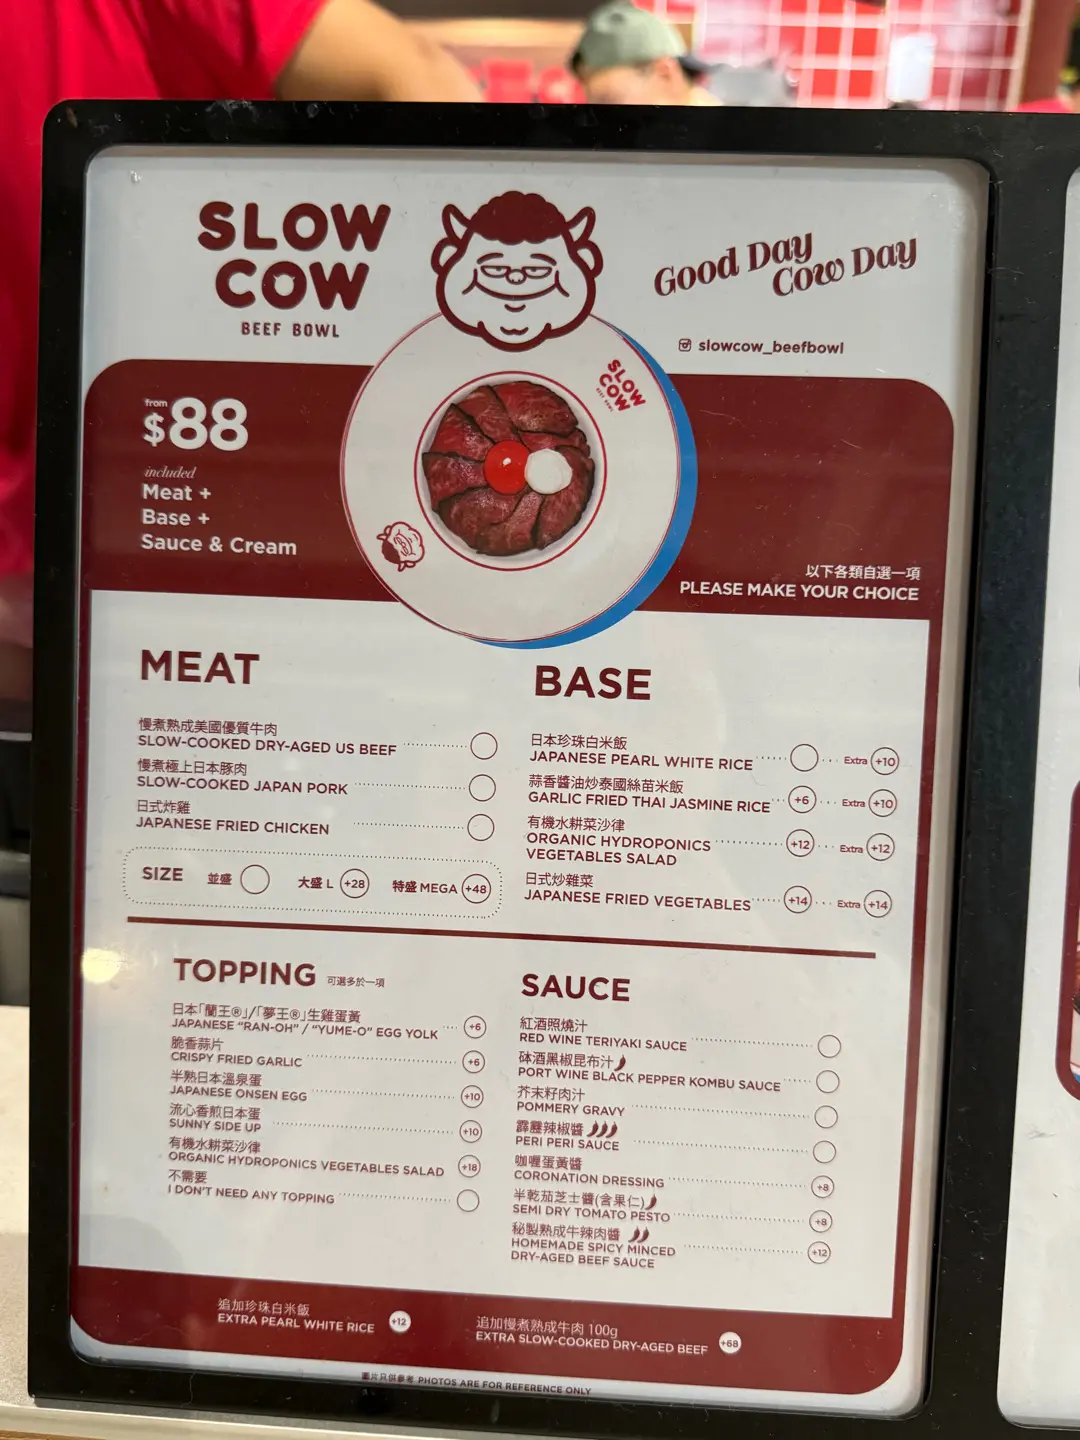 SLOW
COW
BEEF BOWL
Good Day
Cow Day
slowcow_beefbowl
SLOW
COW
from
$88
included
Meat +
Base +
Sauce & Cream
以下各類自選一項
PLEASE MAKE YOUR CHOICE
MEAT
慢煮熟成美國優質牛肉
SLOW-COOKED DRY-AGED US BEEF
慢煮極上日本豚肉
SLOW-COOKED JAPAN PORK
日式炸雞
JAPANESE FRIED CHICKEN
SIZE 並盛 大盛 L +28 特盛 MEGA +48
BASE
日本珍珠白米飯
JAPANESE PEARL WHITE RICE Extra +10
蒜香醬油炒泰國絲苗米飯
GARLIC FRIED THAI JASMINE RICE +6 Extra +10
有機水耕菜沙律
ORGANIC HYDROPONICS +12 Extra +12
VEGETABLES SALAD
日式炒雜菜
JAPANESE FRIED VEGETABLES +14 Extra +14
TOPPING 可選多於一項
日本「蘭王®」/「夢王®」生雞蛋黃
JAPANESE "RAN-OH" / "YUME-O" EGG YOLK +6
脆香蒜片
CRISPY FRIED GARLIC +6
半熟日本溫泉蛋
JAPANESE ONSEN EGG +10
流心香煎日本蛋
SUNNY SIDE UP +10
有機水耕菜沙律
ORGANIC HYDROPONICS VEGETABLES SALAD +18
不需要
I DON'T NEED ANY TOPPING
SAUCE
紅酒照燒汁
RED WINE TERIYAKI SAUCE
砵酒黑椒昆布汁
PORT WINE BLACK PEPPER KOMBU SAUCE
芥末籽肉汁
POMMERY GRAVY
霹靂辣椒醬
PERI PERI SAUCE
咖喱蛋黃醬
CORONATION DRESSING +8
半乾茄芝士醬(含果仁)
SEMI DRY TOMATO PESTO +8
秘製熟成牛辣肉醬
HOMEMADE SPICY MINCED +12
DRY-AGED BEEF SAUCE
追加珍珠白米飯
EXTRA PEARL WHITE RICE +12
追加慢煮熟成牛肉 100g
EXTRA SLOW-COOKED DRY-AGED BEEF +68
圖片只供參考 PHOTOS ARE FOR REFERENCE ONLY